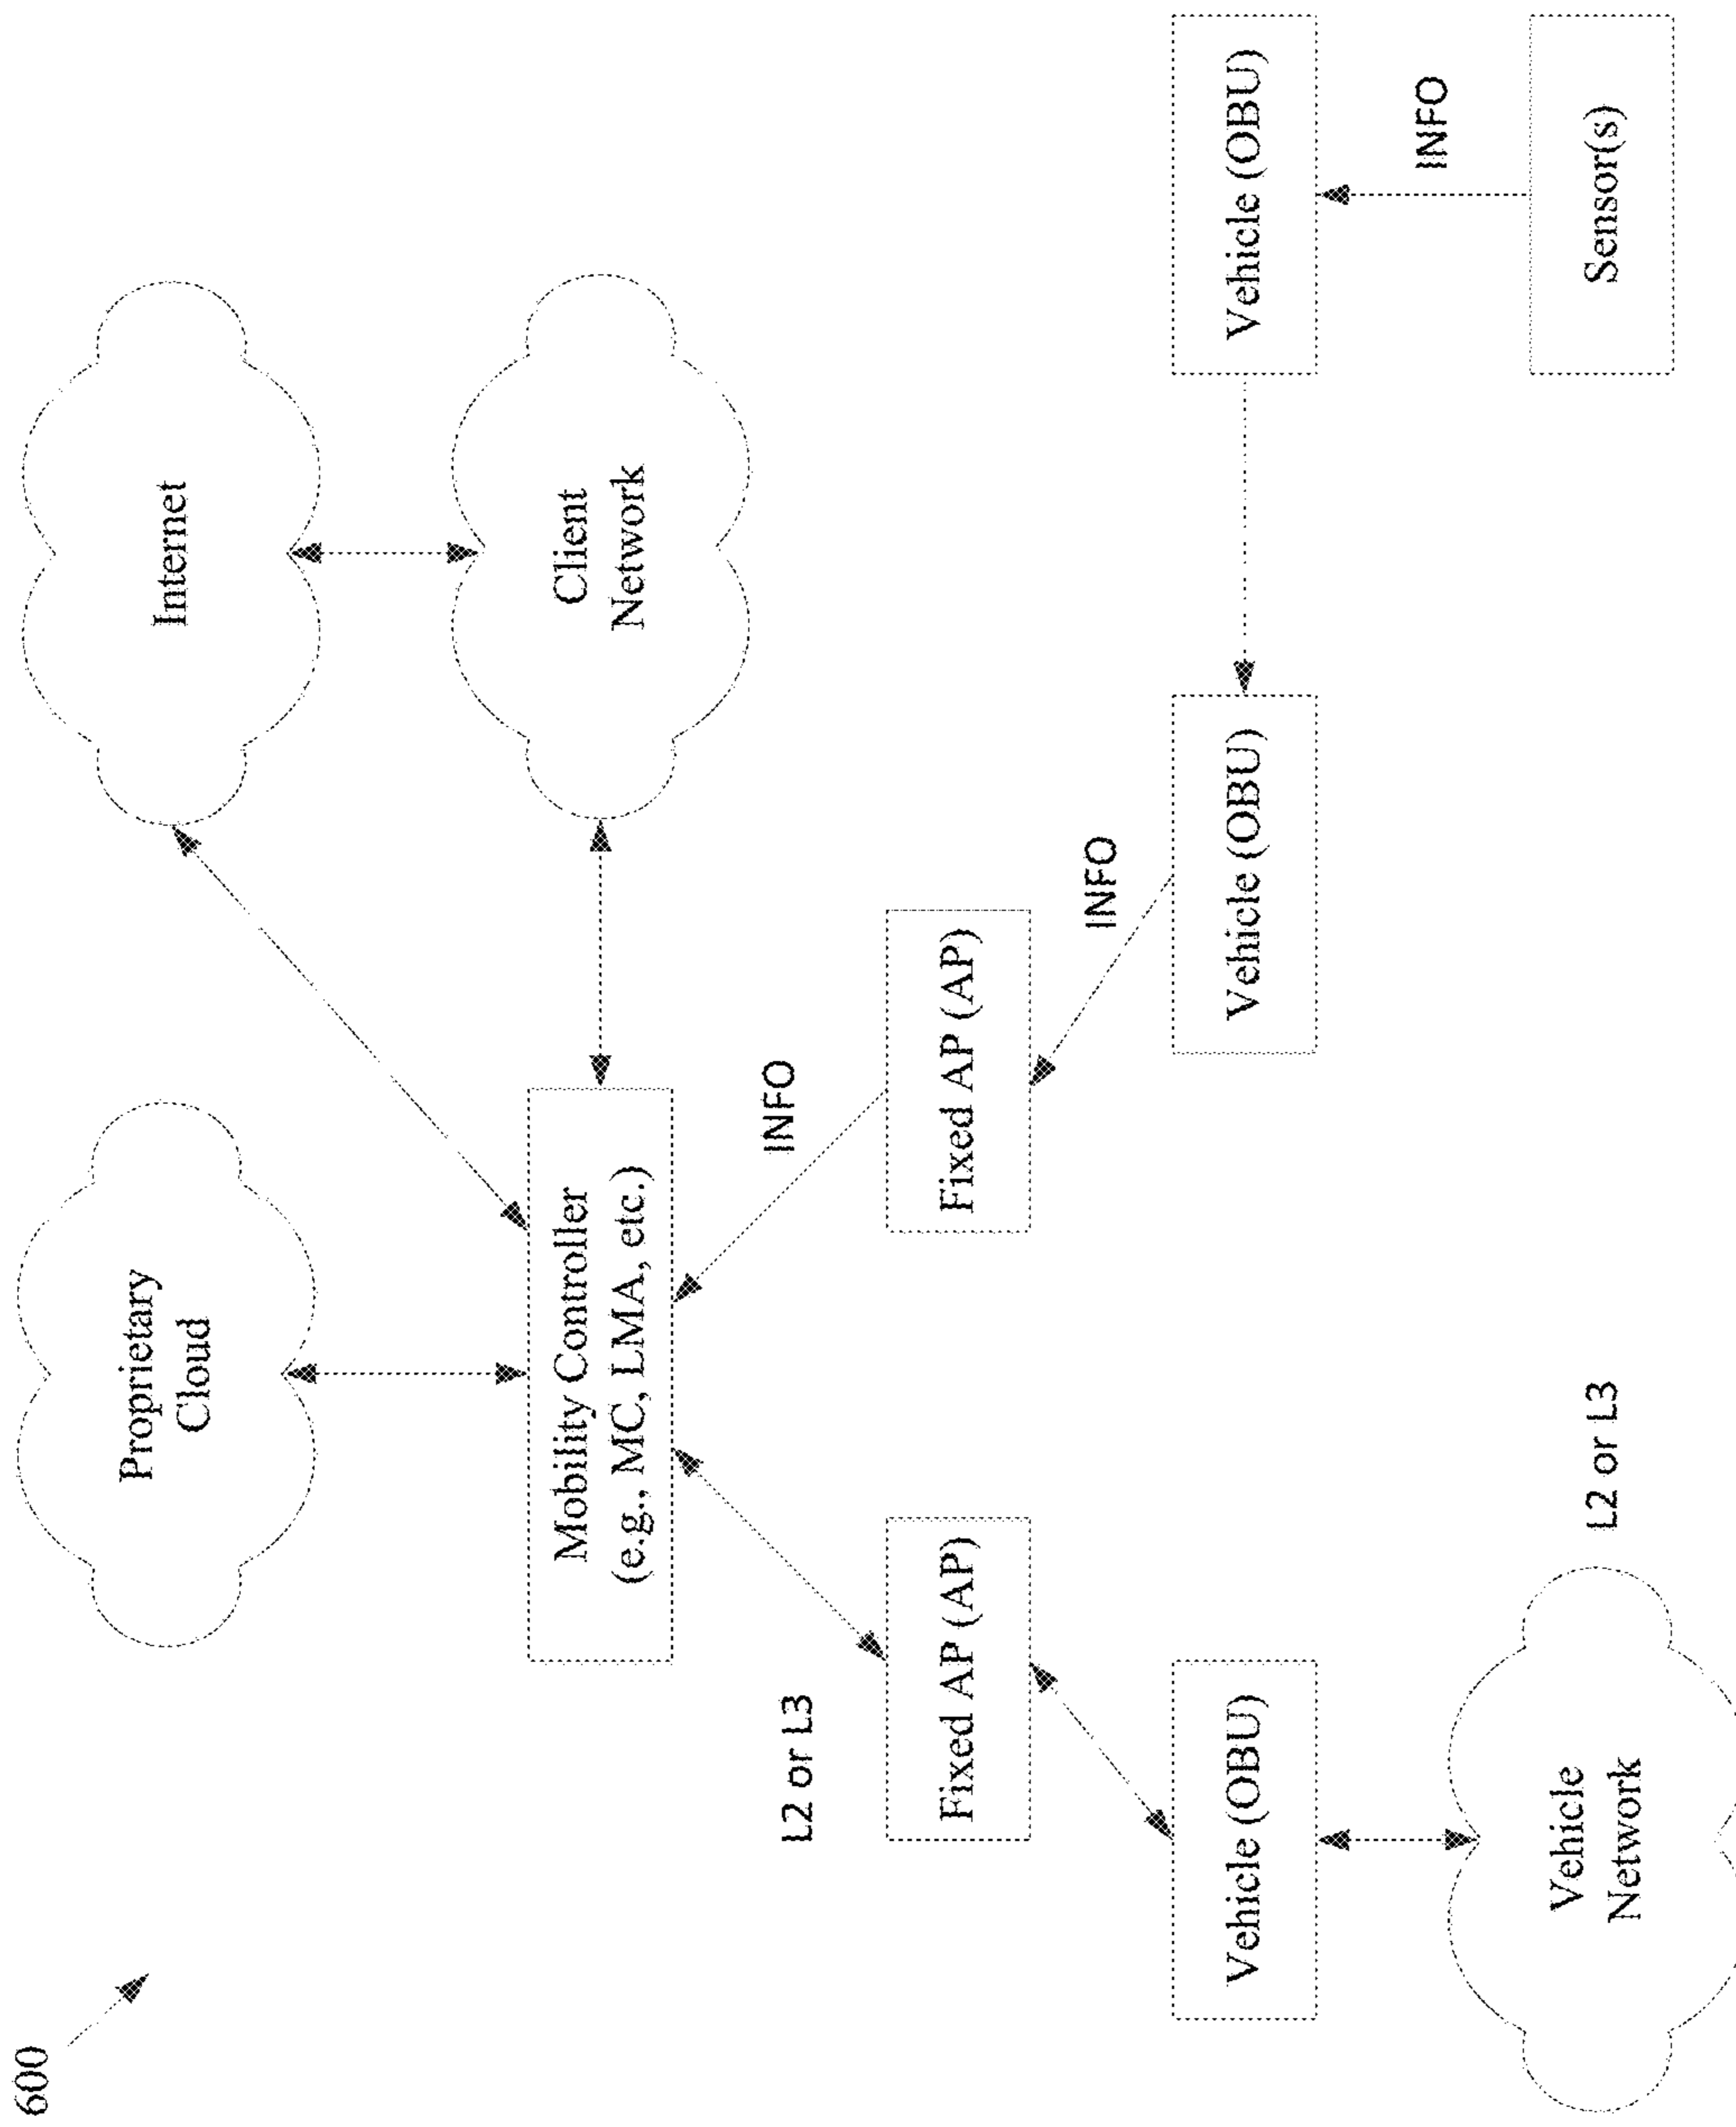 600
Proprietary
Cloud
Internet
Mobility Controller
(e.g., MC, LMA, etc.)
Client
Network
L2 or L3
INFO
Fixed AP (AP)
Fixed AP (AP)
INFO
Vehicle (OBU)
Vehicle (OBU)
Vehicle (OBU)
INFO
Vehicle
Network
L2 or L3
Sensor(s)